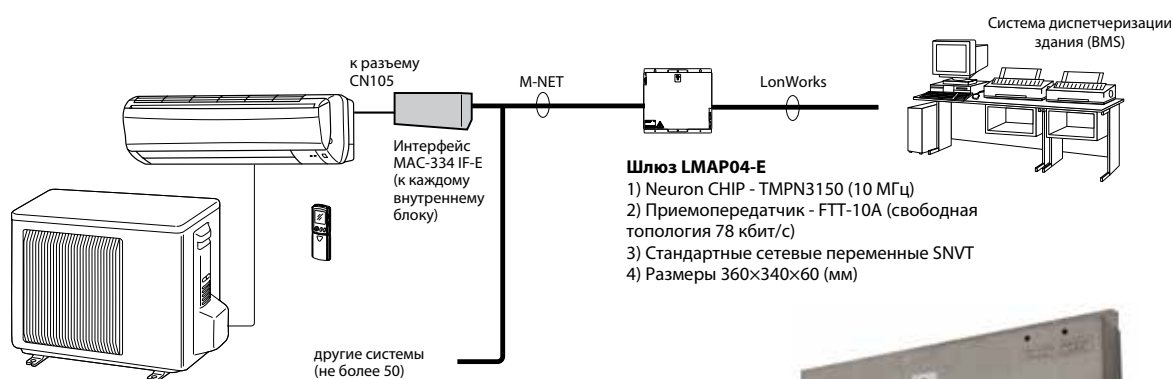 Система диспетчеризации
здания (BMS)
к разъему
CN105
M-NET
LonWorks
Интерфейс
MAC-334 IF-E
(к каждому
внутреннему
блоку)
Шлюз LMAP04-E
1) Neuron CHIP - TMPN3150 (10 МГц)
2) Приемопередатчик - FTT-10A (свободная
топология 78 кбит/с)
3) Стандартные сетевые переменные SNVT
4) Размеры 360×340×60 (мм)
другие системы
(не более 50)